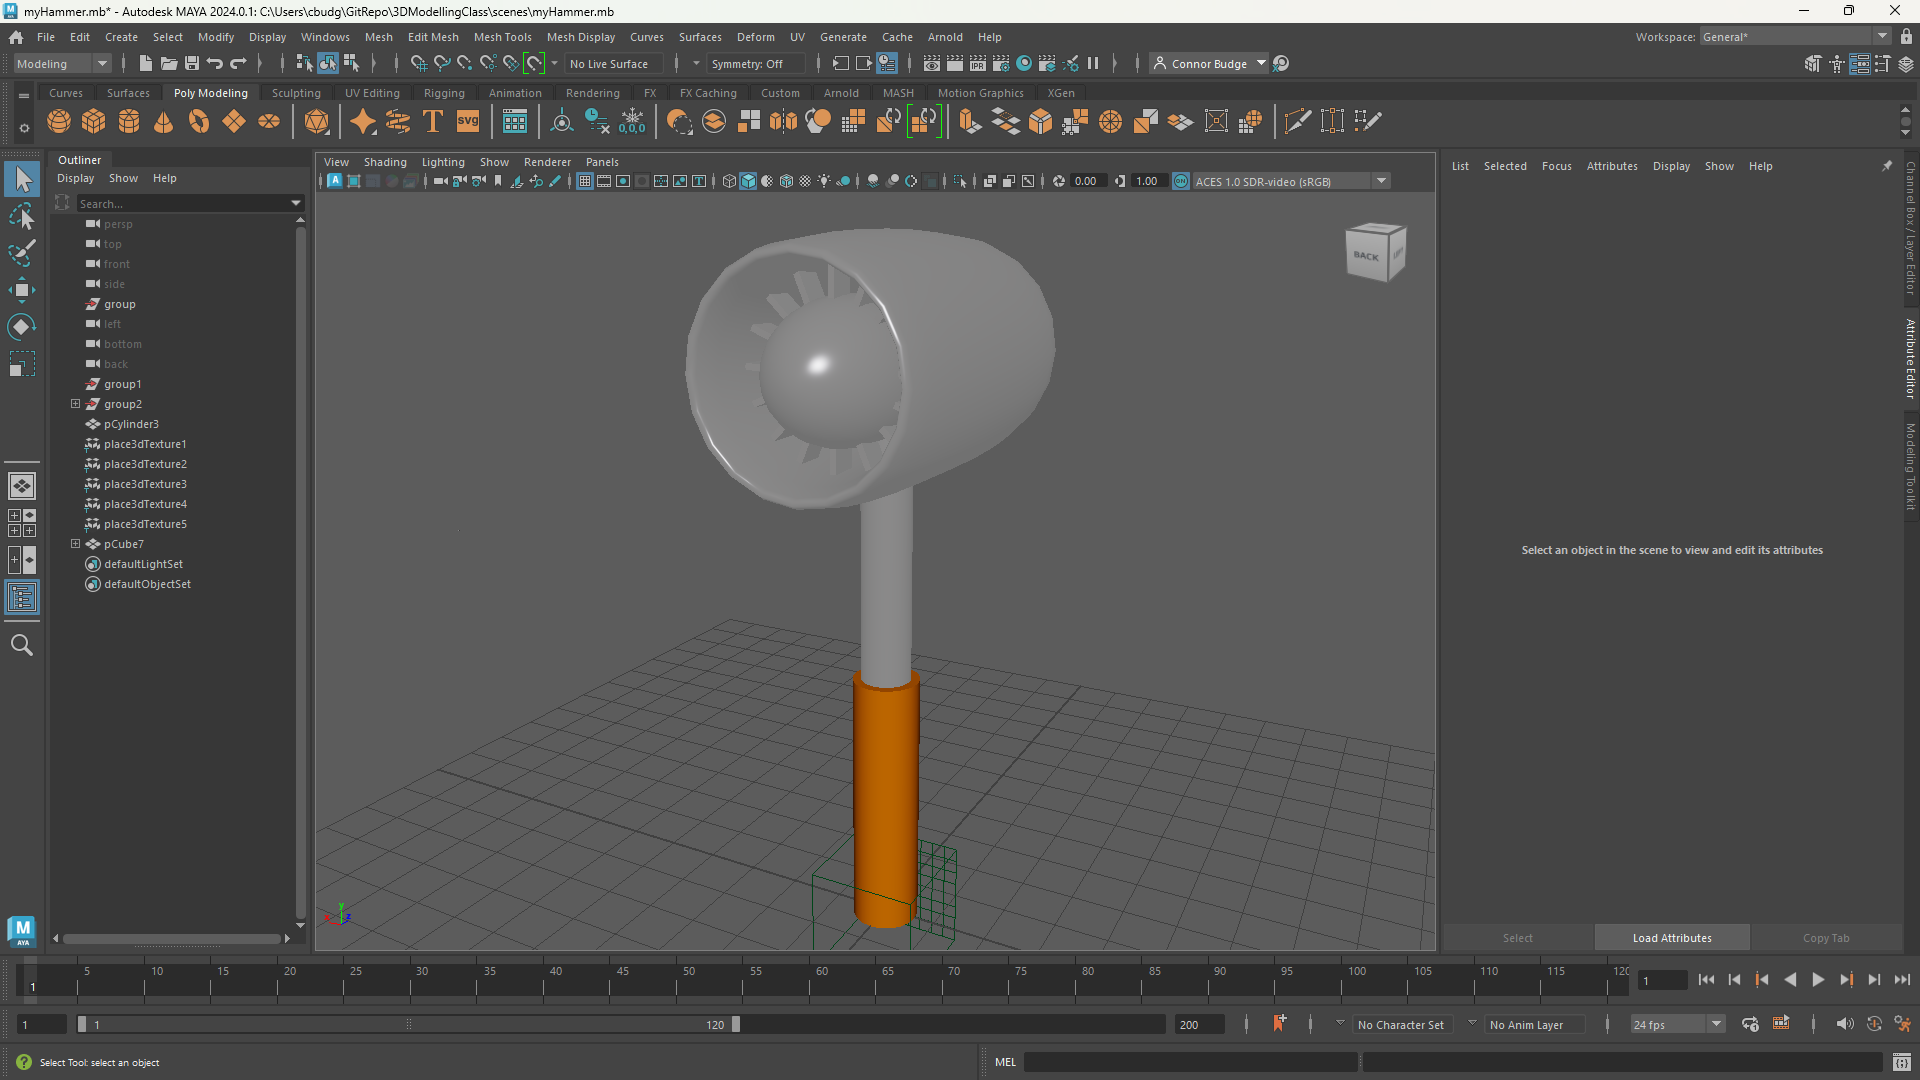 myHammer.mb* - Autodesk MAYA 2024.0.1: C:\Users\cbudg\GitRepo\3DModellingClass\scenes\myHammer.mb
File Edit Create Select Modify Display Windows Mesh Edit Mesh Mesh Tools Mesh Display Curves Surfaces Deform UV Generate Cache Arnold Help Workspace: General*
Modeling No Live Surface Symmetry: Off Connor Budge
Curves Surfaces Poly Modeling Sculpting UV Editing Rigging Animation Rendering FX FX Caching Custom Arnold MASH Motion Graphics XGen
Outliner
Display Show Help
Search...
persp
top
front
side
group
left
bottom
back
group1
group2
pCylinder3
place3dTexture1
place3dTexture2
place3dTexture3
place3dTexture4
place3dTexture5
pCube7
defaultLightSet
defaultObjectSet
View Shading Lighting Show Renderer Panels
0.00 1.00 ACES 1.0 SDR-video (sRGB)
BACK
List Selected Focus Attributes Display Show Help
Select an object in the scene to view and edit its attributes
Select Load Attributes Copy Tab
Channel Box / Layer Editor
Attribute Editor
Modeling Toolkit
5 10 15 20 25 30 35 40 45 50 55 60 65 70 75 80 85 90 95 100 105 110 115 120
1 1
1 1 120 200 No Character Set No Anim Layer 24 fps
Select Tool: select an object MEL